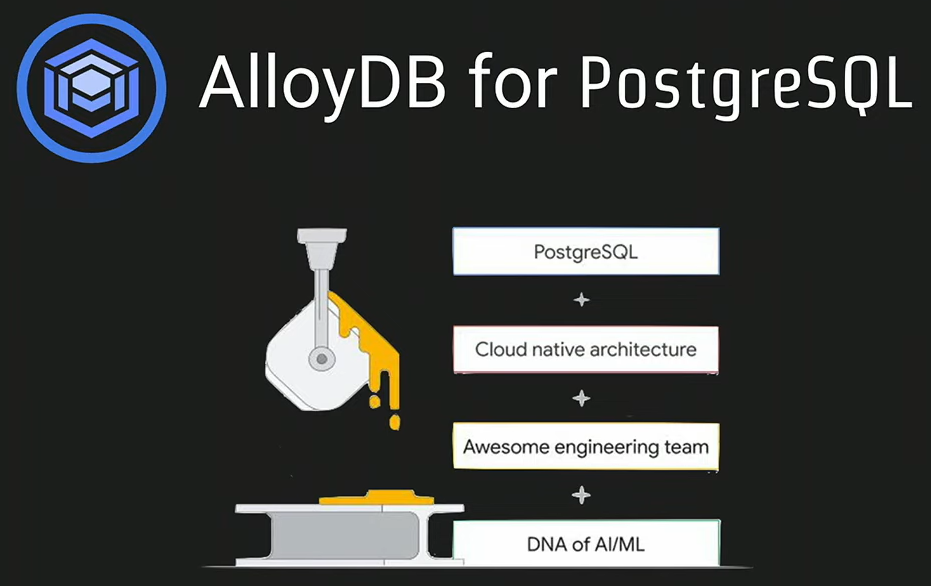 AlloyDB for PostgreSQL
PostgreSQL
+
Cloud native architecture
+
Awesome engineering team
+
DNA of AI/ML